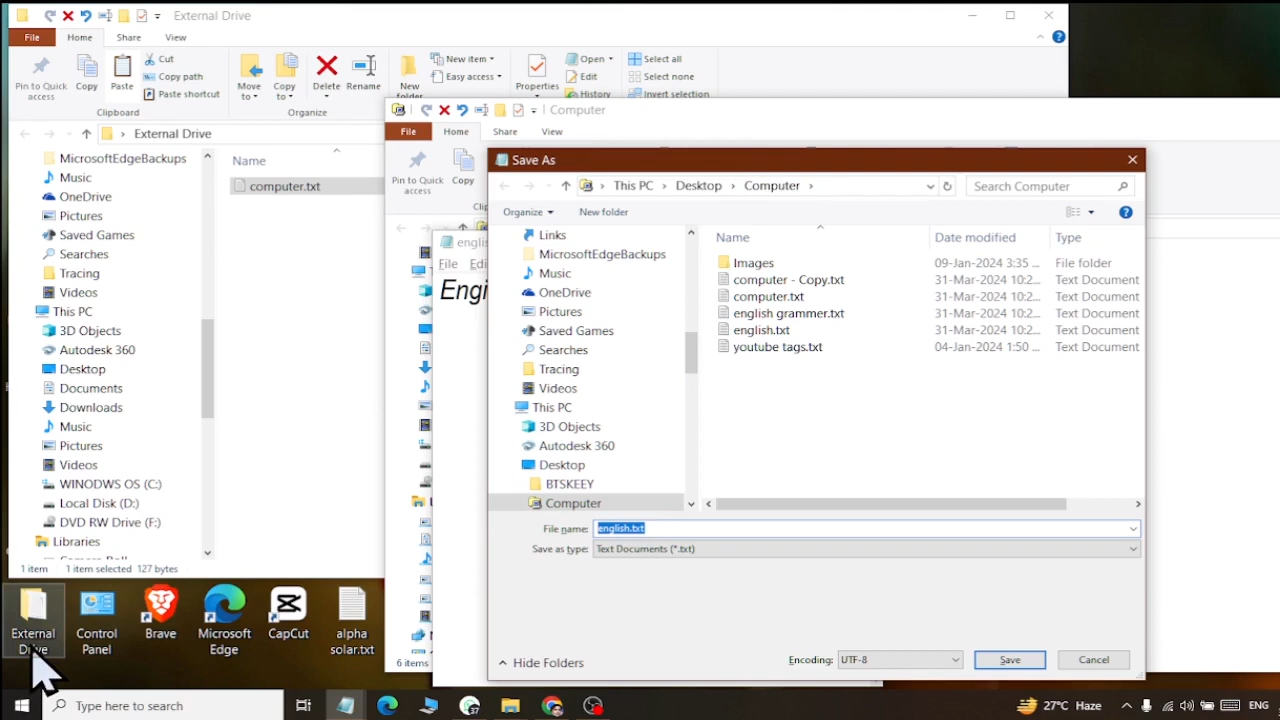 External Drive
File Home Share View
Pin to Quick access
Copy
Paste
Cut
Copy path
Paste shortcut
Clipboard
Move to
Copy to
Delete
Rename
Organize
New
New item
Easy access
Properties
Open
Edit
History
Select all
Select none
Invert selection
External Drive
MicrosoftEdgeBackups
Music
OneDrive
Pictures
Saved Games
Searches
Tracing
Videos
This PC
3D Objects
Autodesk 360
Desktop
Documents
Downloads
Music
Pictures
Videos
WINODWS OS (C:)
Local Disk (D:)
DVD RW Drive (F:)
Libraries
Name
computer.txt
1 item 1 item selected 127 bytes
Computer
File Home Share View
Pin to Quick access
Copy
6 items
File
Save As
This PC Desktop Computer
Search Computer
Organize New folder
Links
MicrosoftEdgeBackups
Music
OneDrive
Pictures
Saved Games
Searches
Tracing
Videos
This PC
3D Objects
Autodesk 360
Desktop
BTSKEEY
Computer
Name Date modified Type
Images 09-Jan-2024 3:35 ... File folder
computer - Copy.txt 31-Mar-2024 10:2... Text Document
computer.txt 31-Mar-2024 10:2... Text Document
english grammer.txt 31-Mar-2024 10:2... Text Document
english.txt 31-Mar-2024 10:2... Text Document
youtube tags.txt 04-Jan-2024 1:50 ... Text Document
File name: english.txt
Save as type: Text Documents (*.txt)
Hide Folders
Encoding: UTF-8
Save
Cancel
External Drive
Control Panel
Brave
Microsoft Edge
CapCut
alpha solar.txt
Type here to search
27°C Haze
ENG